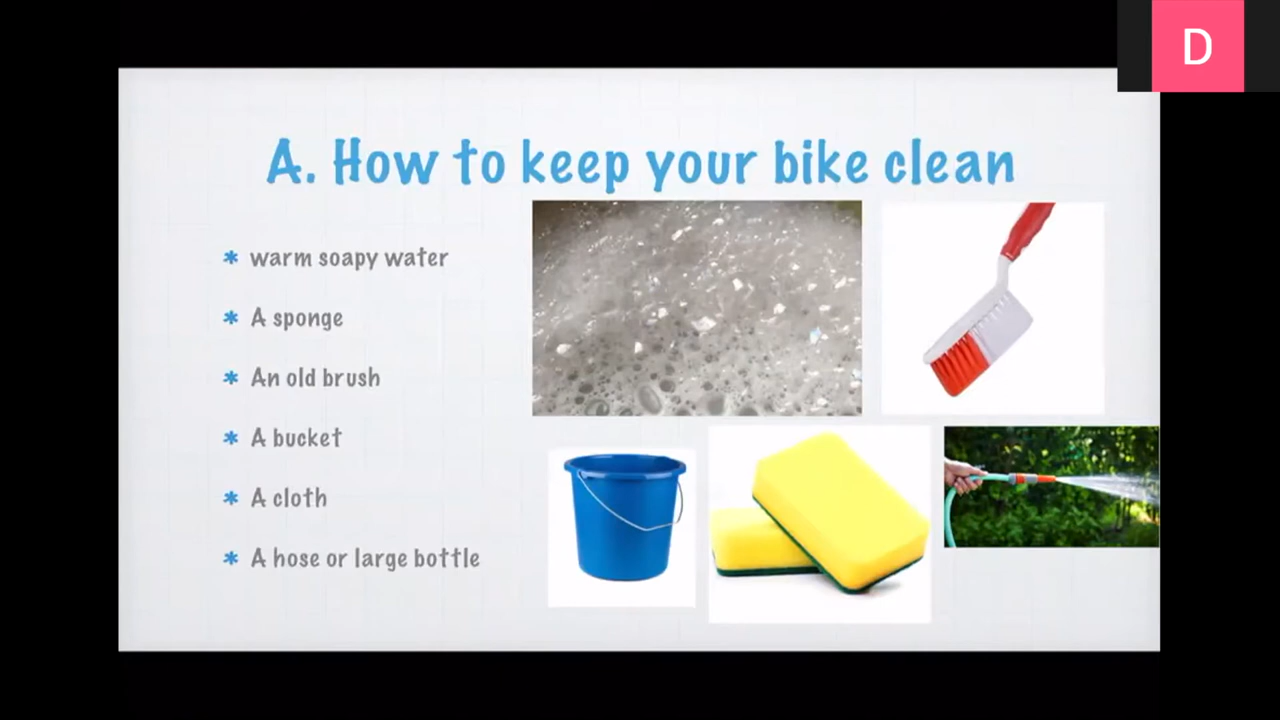 D
A. How to keep your bike clean
* warm soapy water
* A sponge
* An old brush
* A bucket
* A cloth
* A hose or large bottle